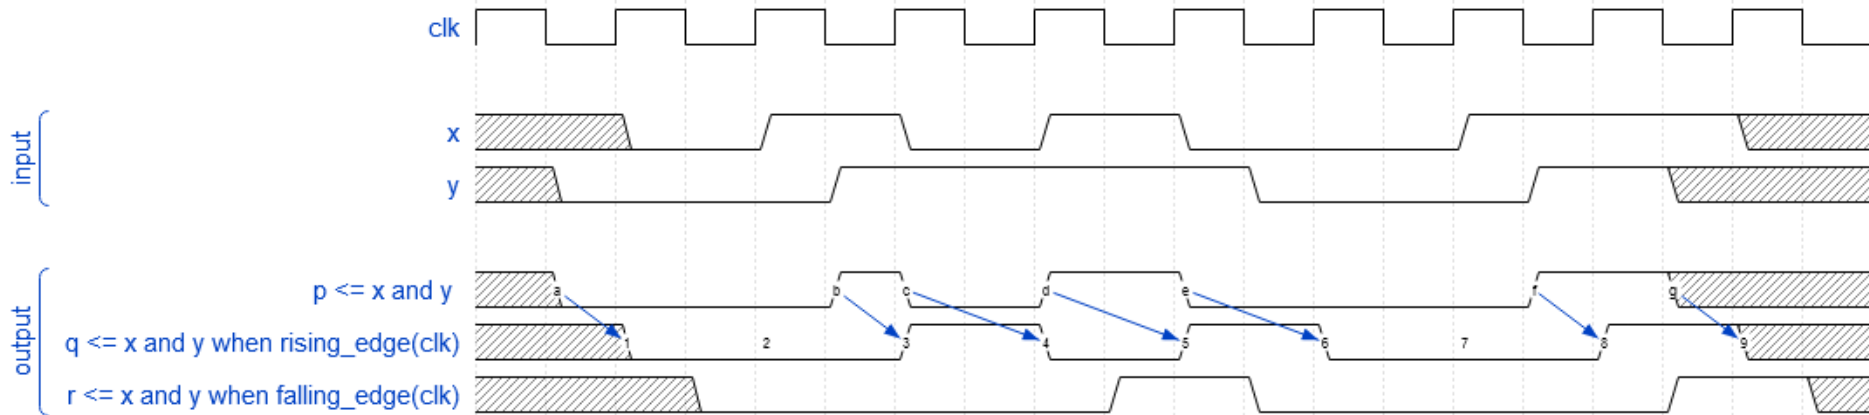 clk
input
x
y
output
p <= x and y
a b c d e f g
q <= x and y when rising_edge(clk)
1 2 3 4 5 6 7 8 9
r <= x and y when falling_edge(clk)